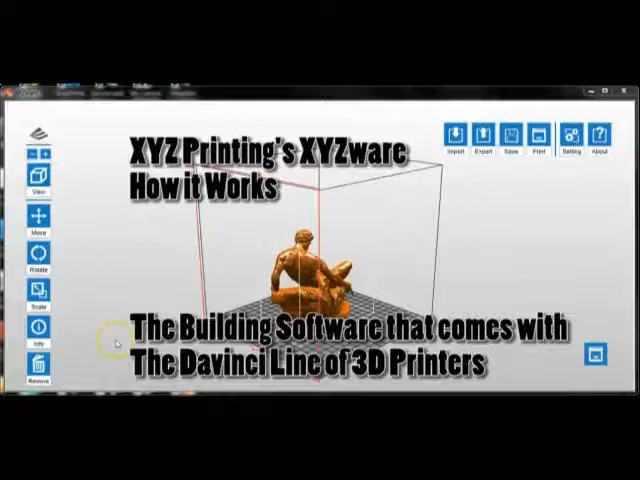 XYZ Printing's XYZware
How it Works
Import Export Save Print Setting About
View
Move
Rotate
Scale
Info
Remove
The Building Software that comes with
The Davinci Line of 3D Printers